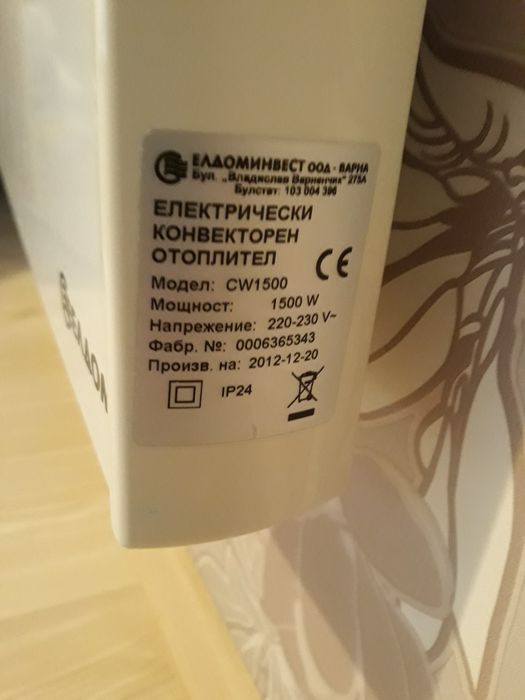 ЕЛДОМИНВЕСТ ООД - ВАРНА
Бул. „Владислав Варненчик" 275А
Булстат: 103 004 396
ЕЛЕКТРИЧЕСКИ
КОНВЕКТОРЕН
ОТОПЛИТЕЛ
CE
Модел: CW1500
Мощност: 1500 W
Напрежение: 220-230 V~
Фабр. №: 0006365343
Произв. на: 2012-12-20
IP24